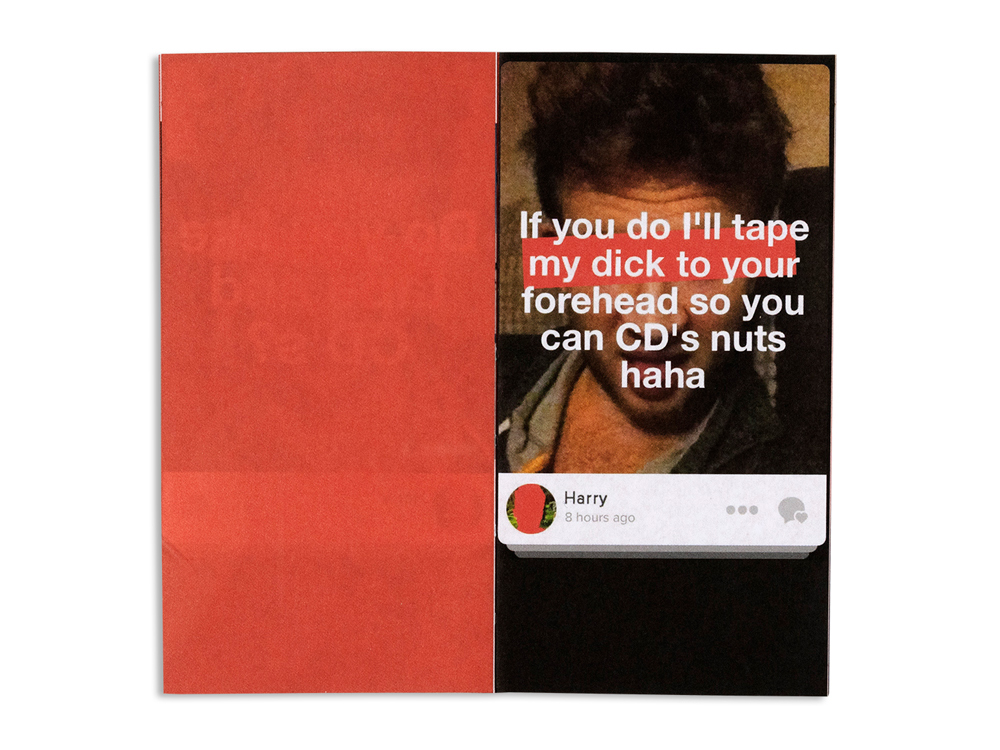 If you do I'll tape
my dick to your
forehead so you
can CD's nuts
haha
Harry
8 hours ago